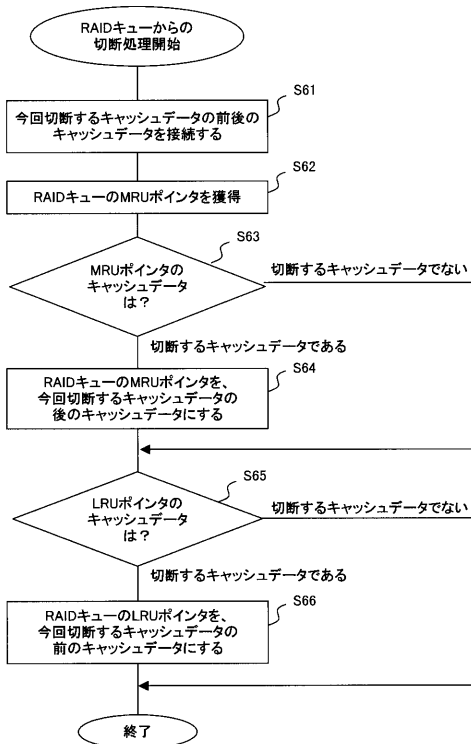 RAIDキューからの
切断処理開始
S61
今回切断するキャッシュデータの前後の
キャッシュデータを接続する
S62
RAIDキューのMRUポインタを獲得
S63
MRUポインタの
キャッシュデータ
は？
切断するキャッシュデータでない
切断するキャッシュデータである
S64
RAIDキューのMRUポインタを、
今回切断するキャッシュデータの
後のキャッシュデータにする
S65
LRUポインタの
キャッシュデータ
は？
切断するキャッシュデータでない
切断するキャッシュデータである
S66
RAIDキューのLRUポインタを、
今回切断するキャッシュデータの
前のキャッシュデータにする
終了